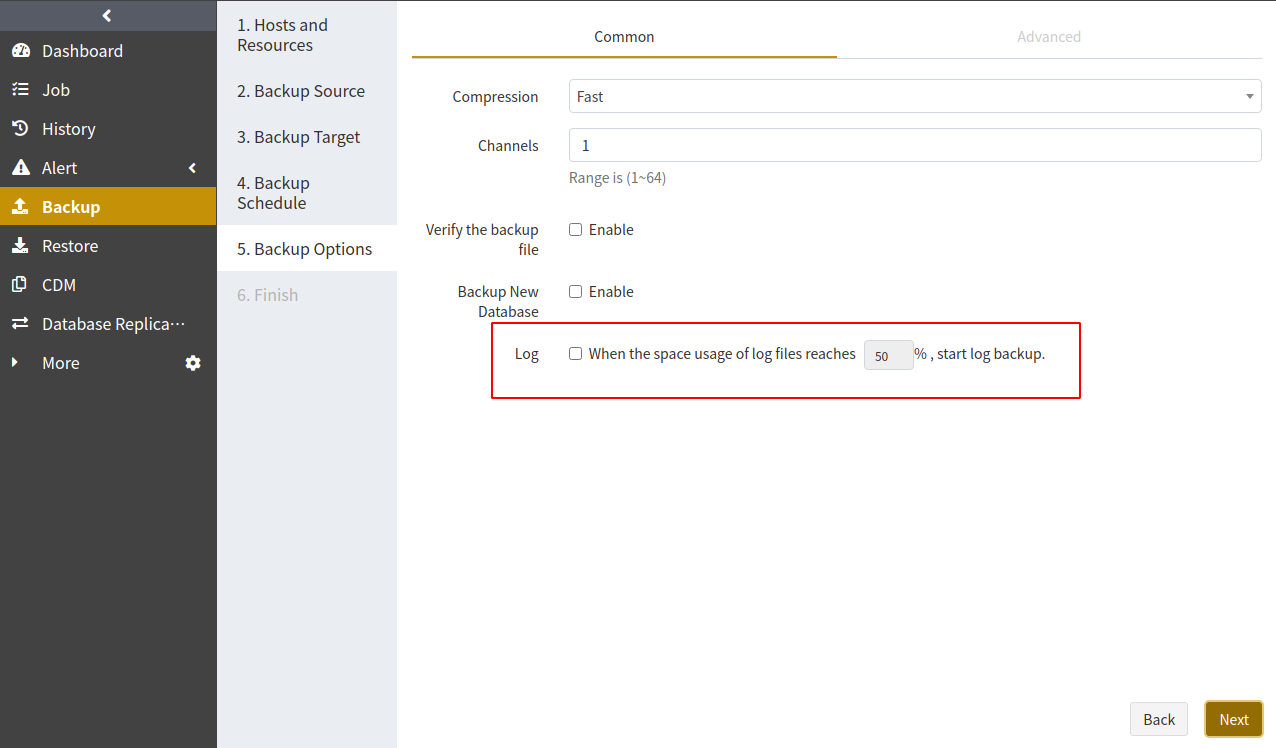 Dashboard
Job
History
Alert
Backup
Restore
CDM
Database Replica···
More
1. Hosts and
Resources
2. Backup Source
3. Backup Target
4. Backup
Schedule
5. Backup Options
6. Finish
Common
Advanced
Compression
Fast
Channels
1
Range is (1~64)
Verify the backup
file
Enable
Backup New
Database
Enable
Log
When the space usage of log files reaches 50 % , start log backup.
Back
Next